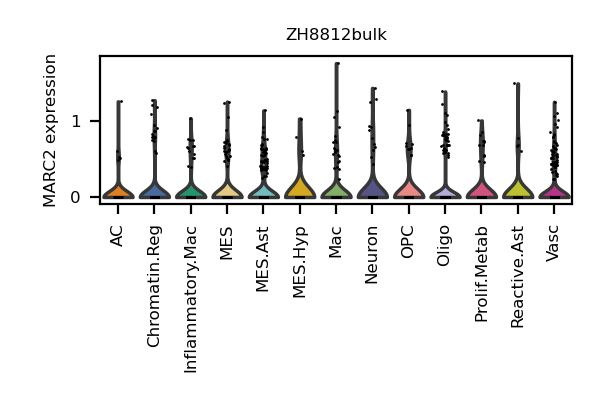 ZH8812bulk
MARC2 expression
1
0
AC
Chromatin.Reg
Inflammatory.Mac
MES
MES.Ast
MES.Hyp
Mac
Neuron
OPC
Oligo
Prolif.Metab
Reactive.Ast
Vasc